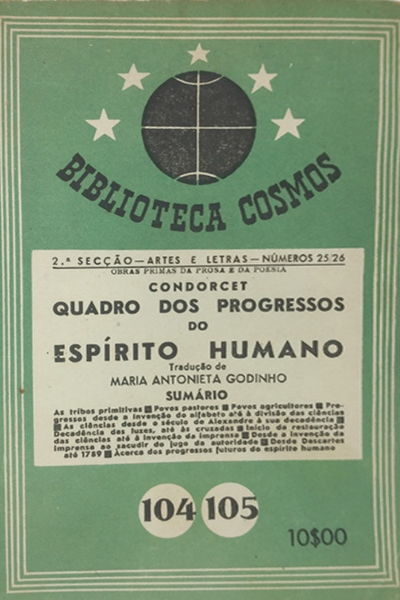 BIBLIOTECA COSMOS
2.ª SECÇÃO—ARTES E LETRAS—NÚMEROS 25/26
OBRAS PRIMAS DA PROSA E DA POESIA
CONDORCET
QUADRO DOS PROGRESSOS
DO
ESPÍRITO HUMANO
Tradução de
MARIA ANTONIETA GODINHO
SUMÁRIO
As tribos primitivas ■ Povos pastores ■ Povos agricultores ■ Pro-
gressos desde a invenção do alfabeto até à divisão das ciências
■ As ciências desde o século de Alexandre à sua decadência ■
Decadência das luzes, até às cruzadas ■ Início da restauração
das ciências até à invenção da imprensa ■ Desde a invenção da
imprensa ao sacudir do jugo da autoridade ■ Desde Descartes
até 1789 ■ Àcerca dos progressos futuros do espírito humano
104 105
10$00